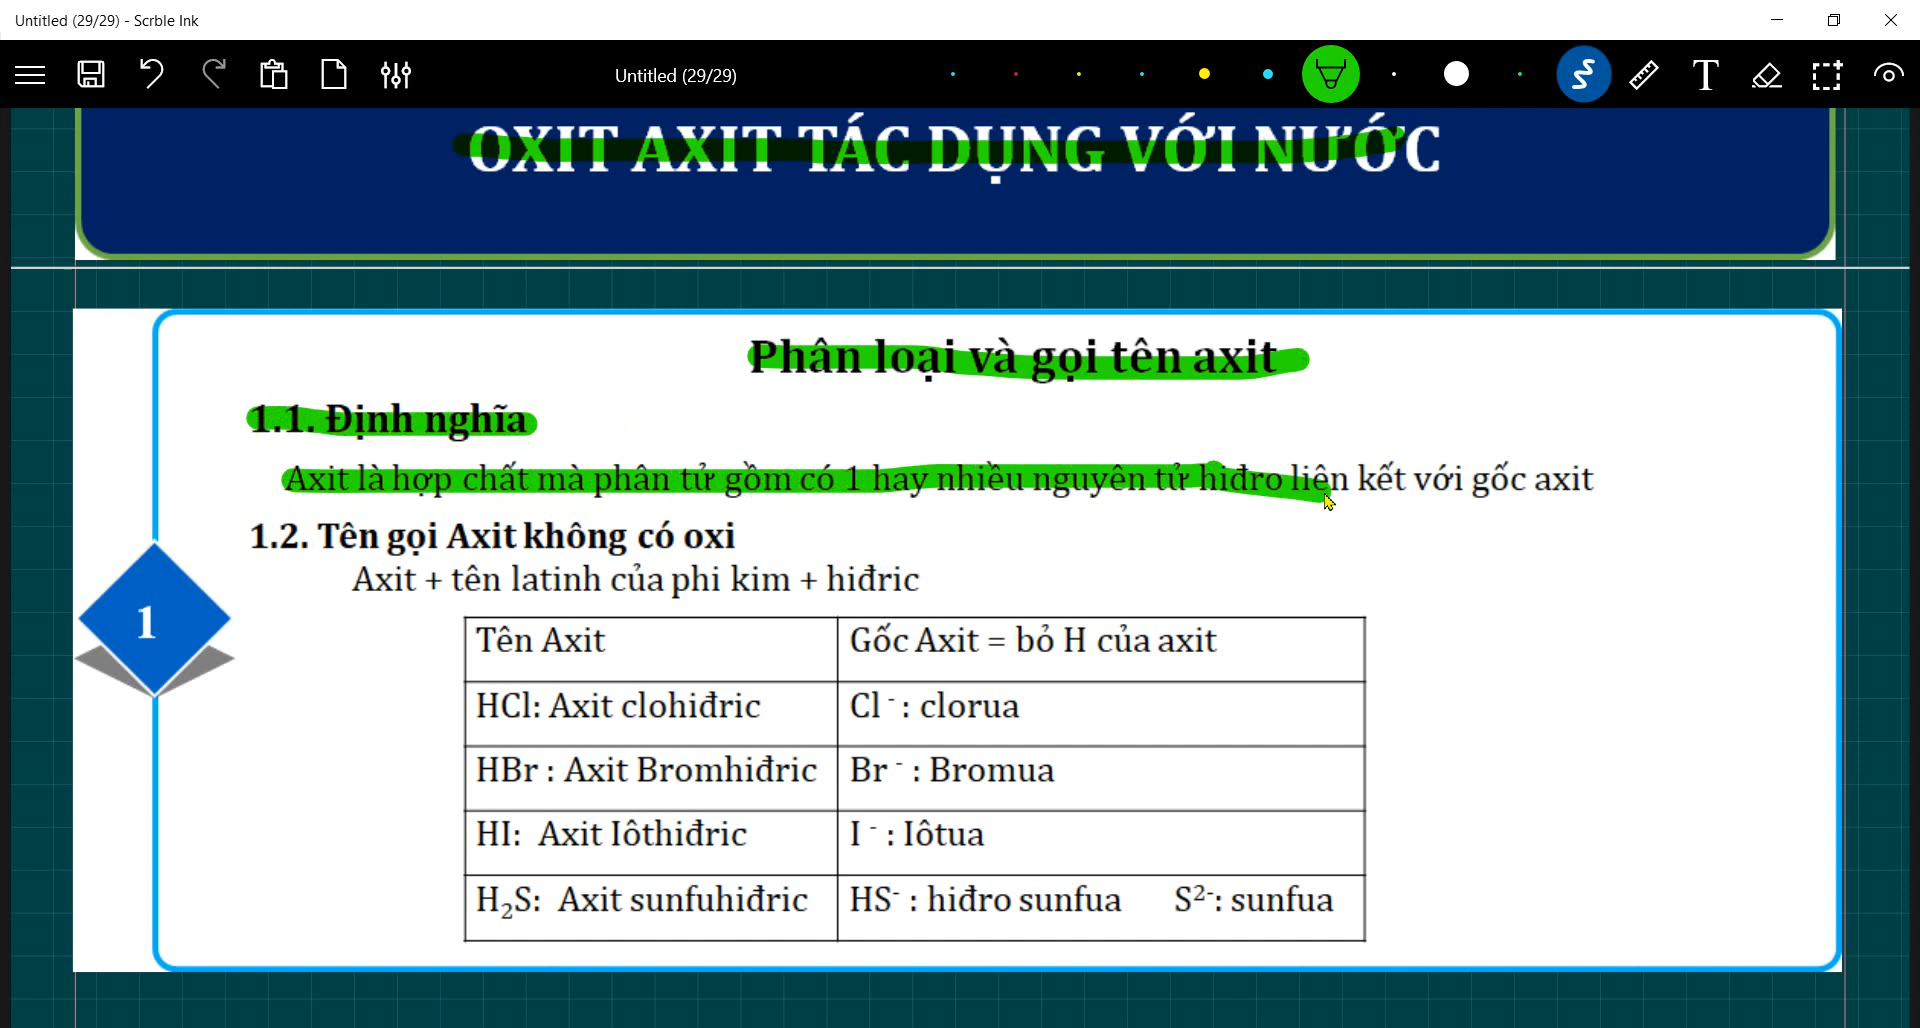 Untitled (29/29) - Scrble Ink
Untitled (29/29)
OXIT AXIT TÁC DỤNG VỚI NƯỚC
Phân loại và gọi tên axit
1.1. Định nghĩa
Axit là hợp chất mà phân tử gồm có 1 hay nhiều nguyên tử hiđro liên kết với gốc axit
1.2. Tên gọi Axit không có oxi
Axit + tên latinh của phi kim + hiđric
1
Tên Axit Gốc Axit = bỏ H của axit
HCl: Axit clohiđric Cl⁻ : clorua
HBr : Axit Bromhiđric Br⁻ : Bromua
HI: Axit Iôthiđric I⁻ : Iôtua
H₂S: Axit sunfuhiđric HS⁻ : hiđro sunfua S²⁻: sunfua